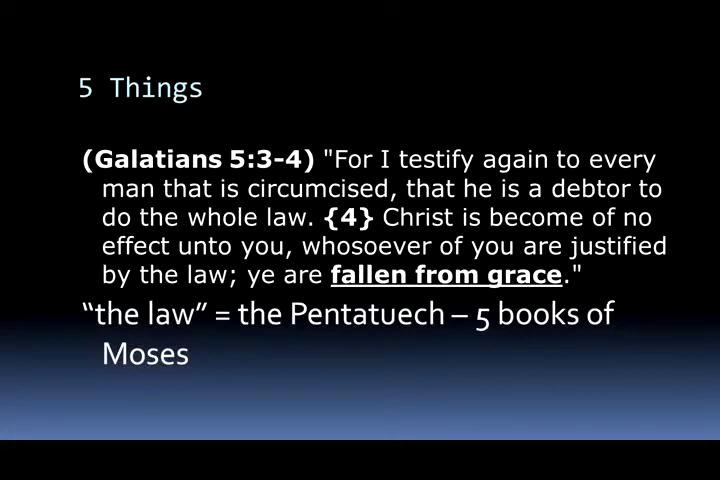 5 Things
(Galatians 5:3-4) "For I testify again to every
man that is circumcised, that he is a debtor to
do the whole law. {4} Christ is become of no
effect unto you, whosoever of you are justified
by the law; ye are fallen from grace."
“the law” = the Pentatuech – 5 books of
Moses